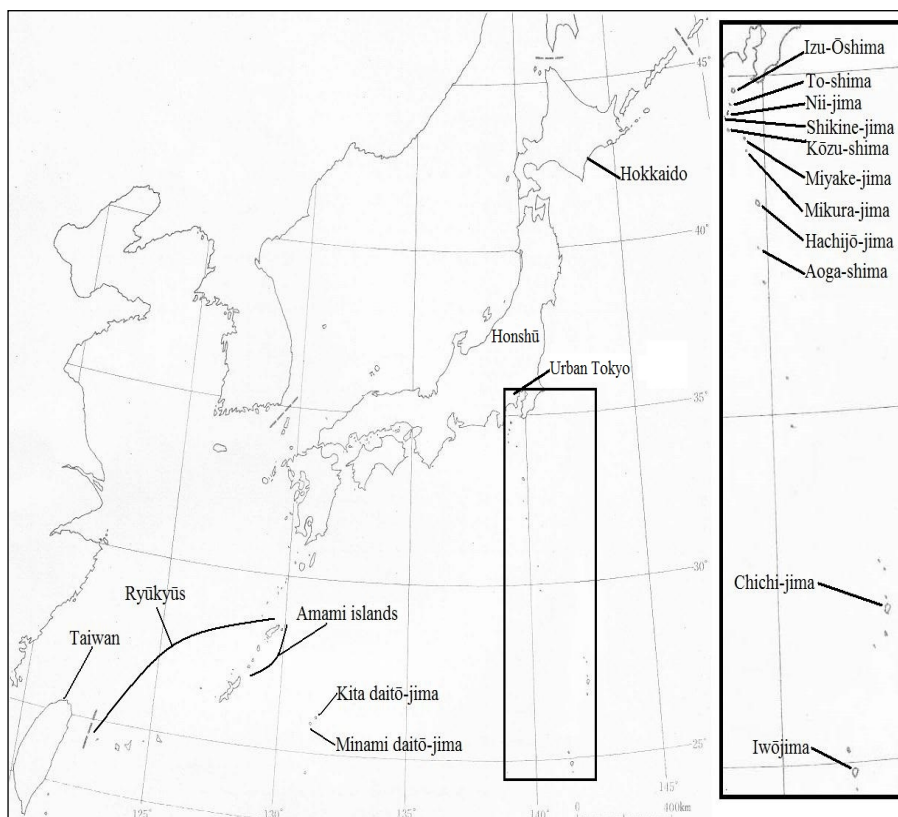 45°
Hokkaido
40°
Honshū
Urban Tokyo
35°
30°
Ryūkyūs
Amami islands
Taiwan
Kita daitō-jima
Minami daitō-jima
25°
125°
130°
135°
140°
145°
0
400km
Izu-Ōshima
To-shima
Nii-jima
Shikine-jima
Kōzu-shima
Miyake-jima
Mikura-jima
Hachijō-jima
Aoga-shima
Chichi-jima
Iwōjima